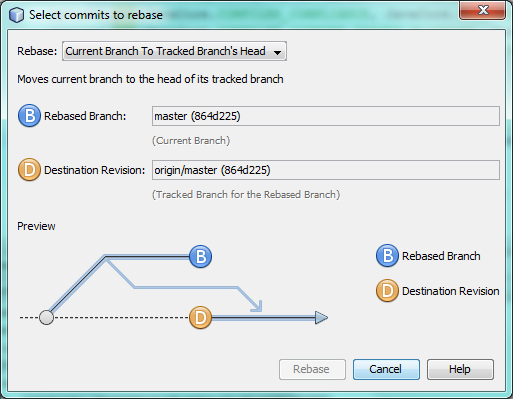 Select commits to rebase
Rebase: Current Branch To Tracked Branch's Head
Moves current branch to the head of its tracked branch
B Rebased Branch: master (864d225)
(Current Branch)
D Destination Revision: origin/master (864d225)
(Tracked Branch for the Rebased Branch)
Preview
B B Rebased Branch
D Destination Revision
D
Rebase Cancel Help